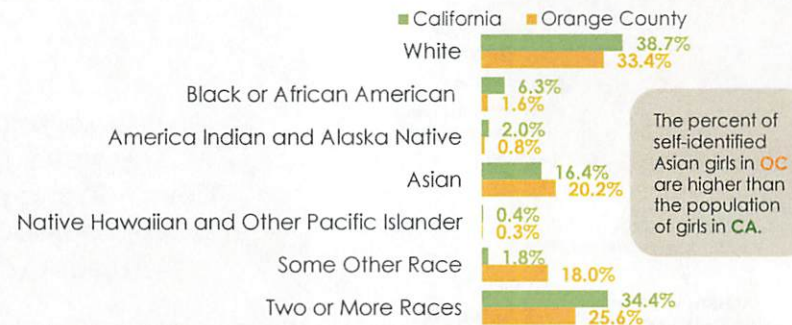 California Orange County
White 38.7%
33.4%
Black or African American 6.3%
1.6%
America Indian and Alaska Native 2.0%
0.8%
Asian 16.4%
20.2%
Native Hawaiian and Other Pacific Islander 0.4%
0.3%
Some Other Race 1.8%
18.0%
Two or More Races 34.4%
25.6%
The percent of
self-identified
Asian girls in OC
are higher than
the population
of girls in CA.